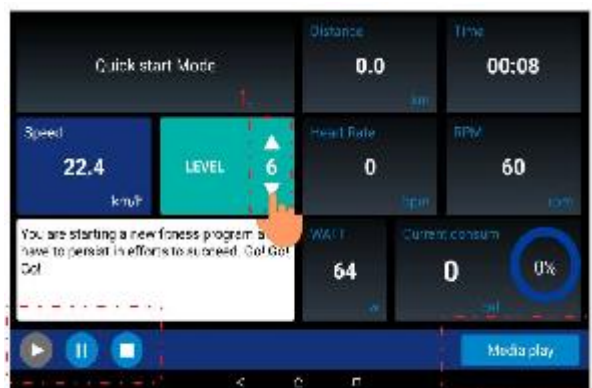 Quick start Mode
Distance
0.0
km
Time
00:08
1.
Speed
22.4
km/h
LEVEL
6
Heart Rate
0
bpm
RPM
60
rpm
You are starting a new fitness program a
have to persist in efforts to succeed. Go! Go!
Go!
WATT
64
w
Current consum
0
cal
0%
Media play